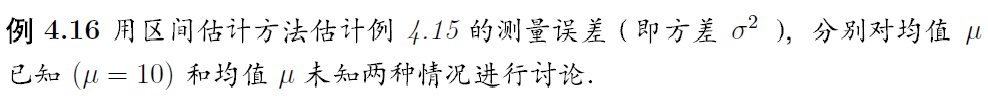 例 4.16 用区间估计方法估计例 4.15 的测量误差 ( 即方差 σ² ), 分别对均值 μ
已知 (μ = 10) 和均值 μ 未知两种情况进行讨论.